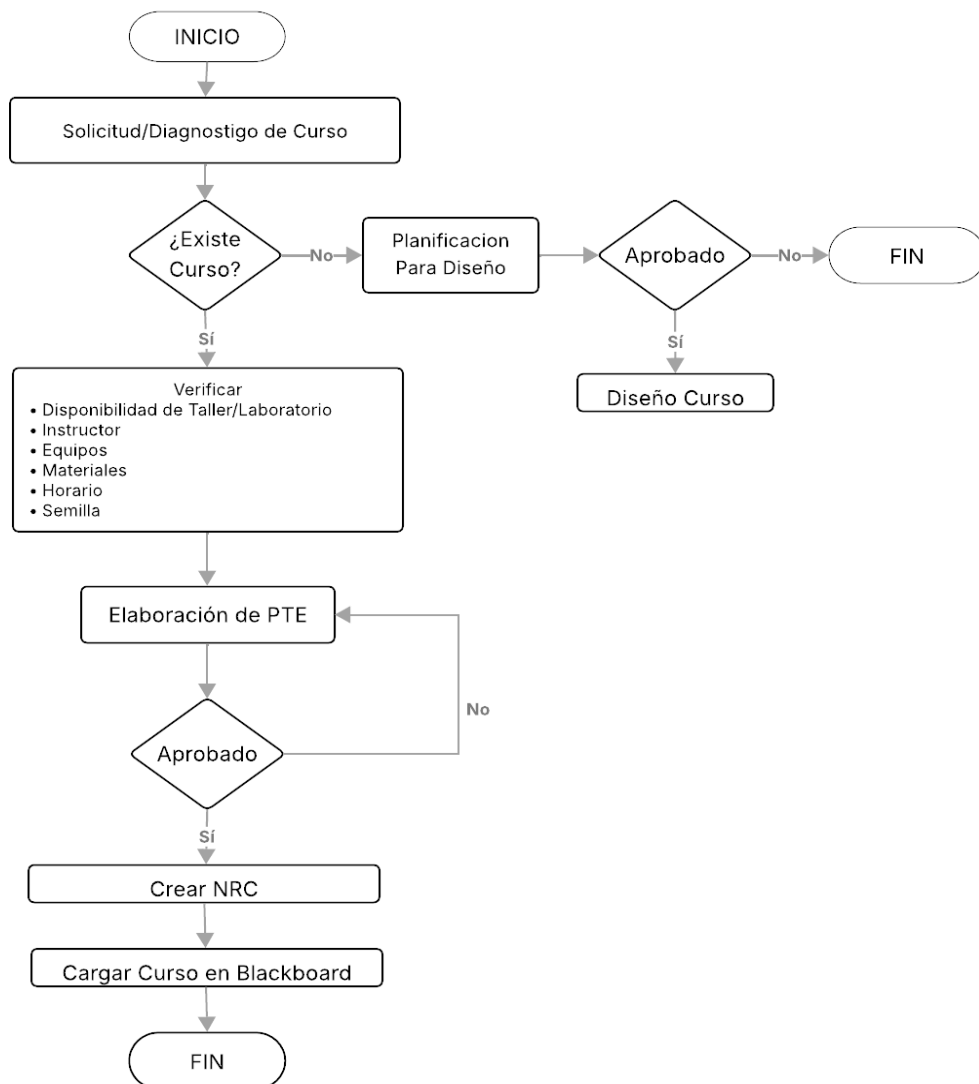 INICIO
Solicitud/Diagnostigo de Curso
¿Existe
Curso?
No
Planificacion
Para Diseño
Aprobado
No
FIN
Sí
Sí
Diseño Curso
Verificar
• Disponibilidad de Taller/Laboratorio
• Instructor
• Equipos
• Materiales
• Horario
• Semilla
Elaboración de PTE
No
Aprobado
Sí
Crear NRC
Cargar Curso en Blackboard
FIN